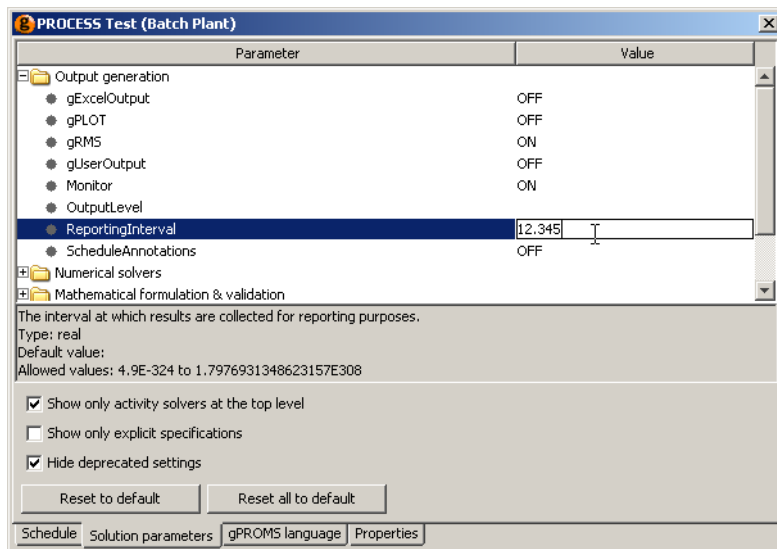 g PROCESS Test (Batch Plant)
Parameter Value
Output generation
gExcelOutput OFF
gPLOT OFF
gRMS ON
gUserOutput OFF
Monitor ON
OutputLevel
ReportingInterval 12.345
ScheduleAnnotations OFF
Numerical solvers
Mathematical formulation & validation
The interval at which results are collected for reporting purposes.
Type: real
Default value:
Allowed values: 4.9E-324 to 1.7976931348623157E308
Show only activity solvers at the top level
Show only explicit specifications
Hide deprecated settings
Reset to default Reset all to default
Schedule Solution parameters gPROMS language Properties